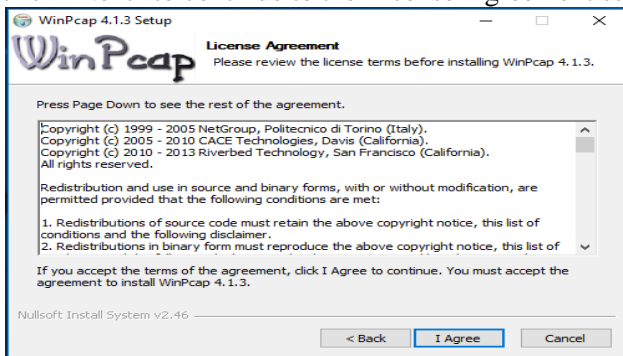 WinPcap 4.1.3 Setup
WinPcap
License Agreement
Please review the license terms before installing WinPcap 4.1.3.
Press Page Down to see the rest of the agreement.
Copyright (c) 1999 - 2005 NetGroup, Politecnico di Torino (Italy).
Copyright (c) 2005 - 2010 CACE Technologies, Davis (California).
Copyright (c) 2010 - 2013 Riverbed Technology, San Francisco (California).
All rights reserved.
Redistribution and use in source and binary forms, with or without modification, are
permitted provided that the following conditions are met:
1. Redistributions of source code must retain the above copyright notice, this list of
conditions and the following disclaimer.
2. Redistributions in binary form must reproduce the above copyright notice, this list of
If you accept the terms of the agreement, click I Agree to continue. You must accept the
agreement to install WinPcap 4.1.3.
Nullsoft Install System v2.46
< Back
I Agree
Cancel